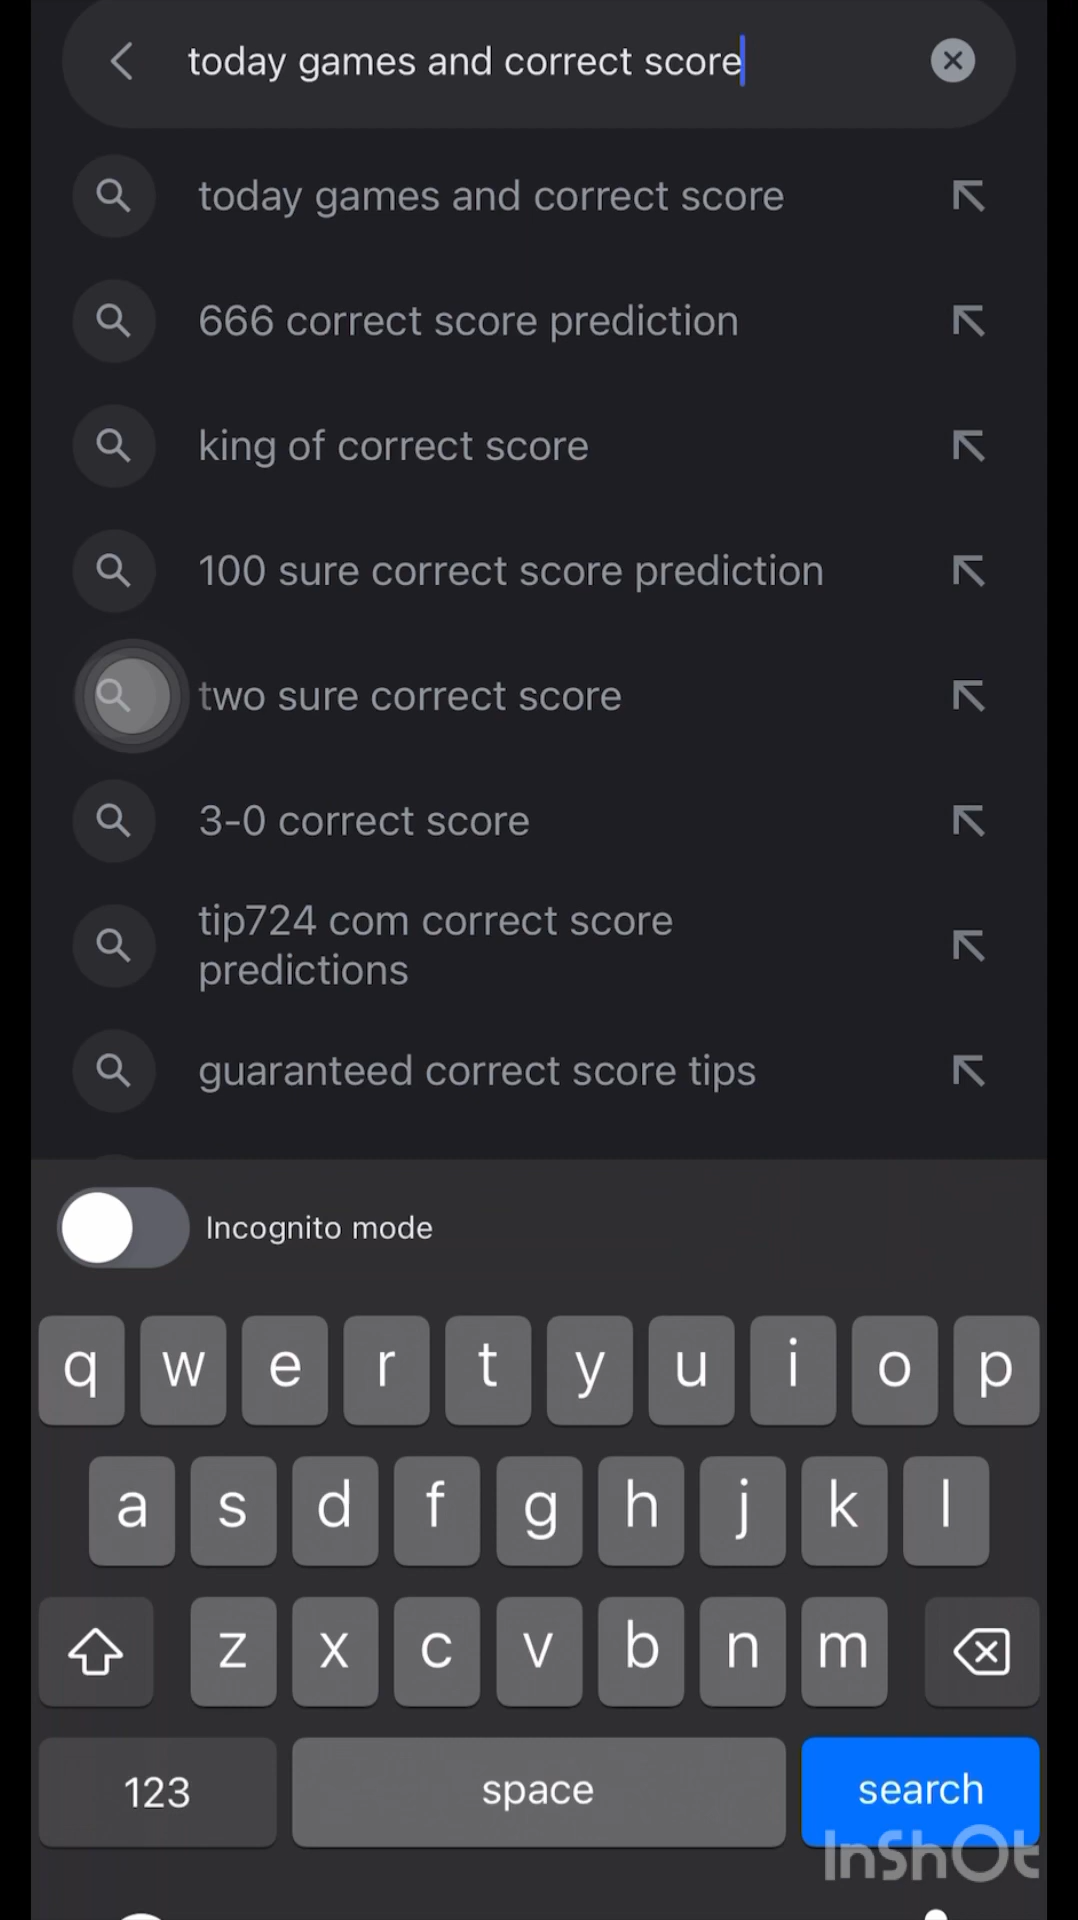 today games and correct score
today games and correct score
666 correct score prediction
king of correct score
100 sure correct score prediction
two sure correct score
3-0 correct score
tip724 com correct score
predictions
guaranteed correct score tips
Incognito mode
q w e r t y u i o p
a s d f g h j k l
z x c v b n m
123 space search
InShOt